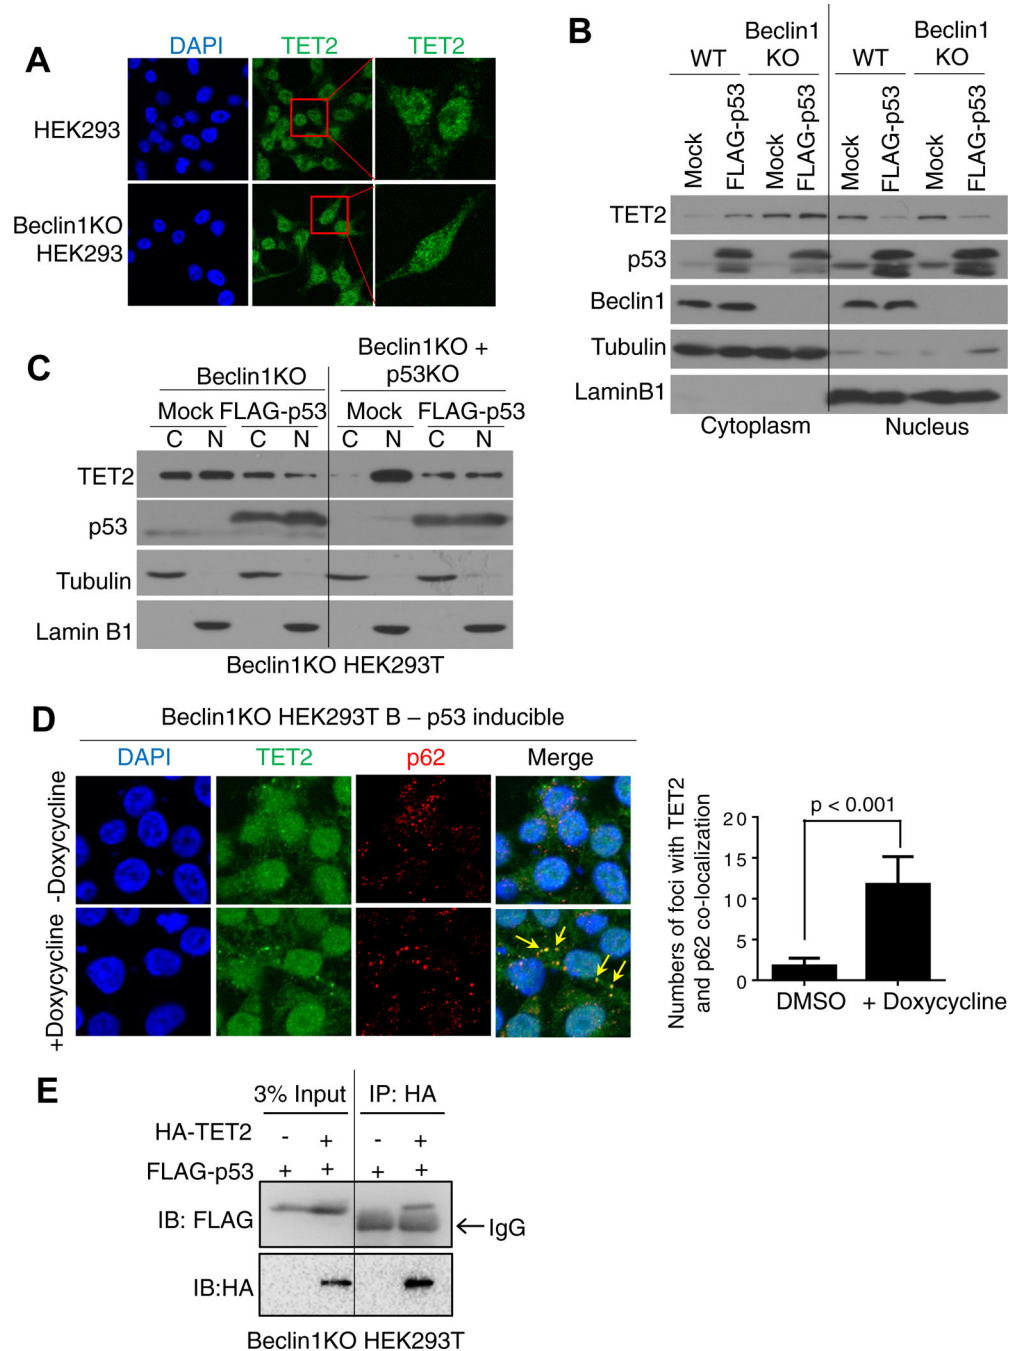 A
DAPI TET2 TET2
HEK293
Beclin1KO
HEK293
B
Beclin1
WT KO WT Beclin1
KO
Mock FLAG-p53 Mock FLAG-p53 Mock FLAG-p53 Mock FLAG-p53
TET2
p53
Beclin1
Tubulin
LaminB1
Cytoplasm Nucleus
C
Beclin1KO
Beclin1KO +
p53KO
Mock FLAG-p53 Mock FLAG-p53
C N C N C N C N
TET2
p53
Tubulin
Lamin B1
Beclin1KO HEK293T
D
Beclin1KO HEK293T B – p53 inducible
DAPI TET2 p62 Merge
-Doxycycline
+Doxycycline
Numbers of foci with TET2
and p62 co-localization
p < 0.001
20
15
10
5
0
DMSO + Doxycycline
E
3% Input IP: HA
HA-TET2 - + - +
FLAG-p53 + + + +
IB: FLAG
IgG
IB:HA
Beclin1KO HEK293T